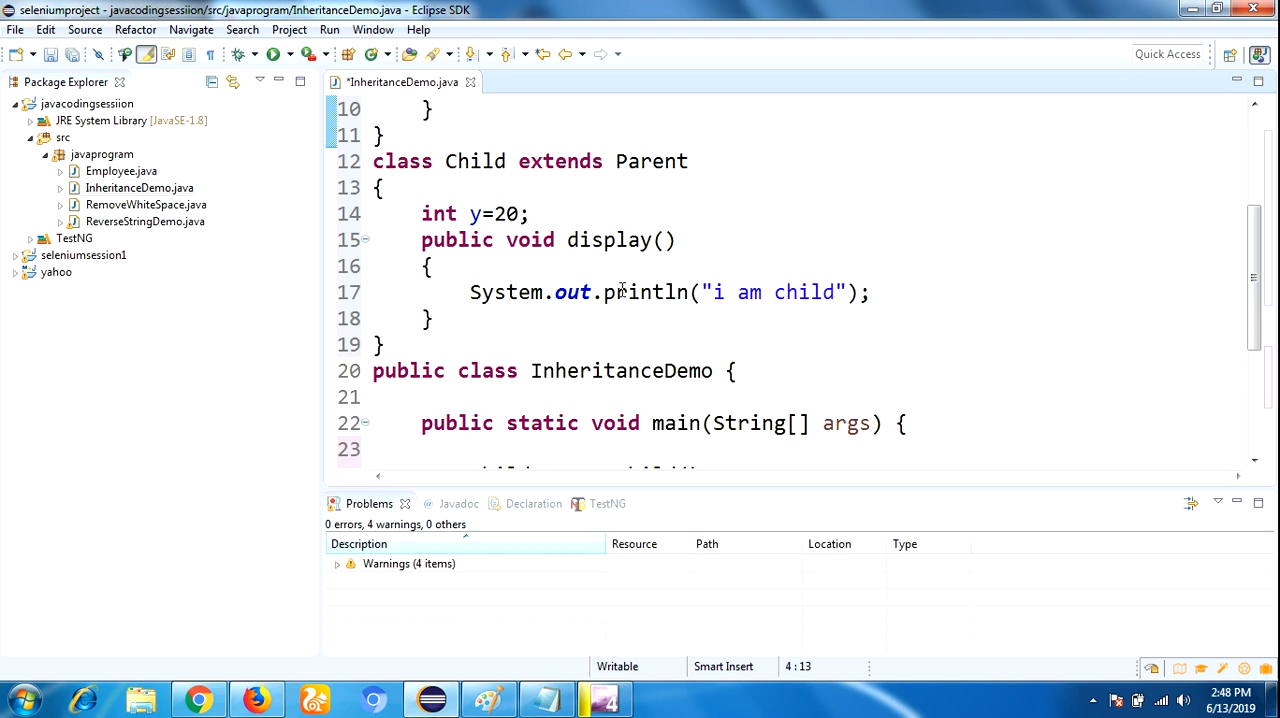 seleniumproject - javacodingsessiion/src/javaprogram/InheritanceDemo.java - Eclipse SDK
File Edit Source Refactor Navigate Search Project Run Window Help
Quick Access
Package Explorer
*InheritanceDemo.java
javacodingsessiion
JRE System Library [JavaSE-1.8]
src
javaprogram
Employee.java
InheritanceDemo.java
RemoveWhiteSpace.java
ReverseStringDemo.java
TestNG
seleniumsession1
yahoo
10 }
11 }
12 class Child extends Parent
13 {
14 int y=20;
15 public void display()
16 {
17 System.out.println("i am child");
18 }
19 }
20 public class InheritanceDemo {
21
22 public static void main(String[] args) {
23
Problems Javadoc Declaration TestNG
0 errors, 4 warnings, 0 others
Description Resource Path Location Type
Warnings (4 items)
Writable Smart Insert 4 : 13
2:48 PM
6/13/2019